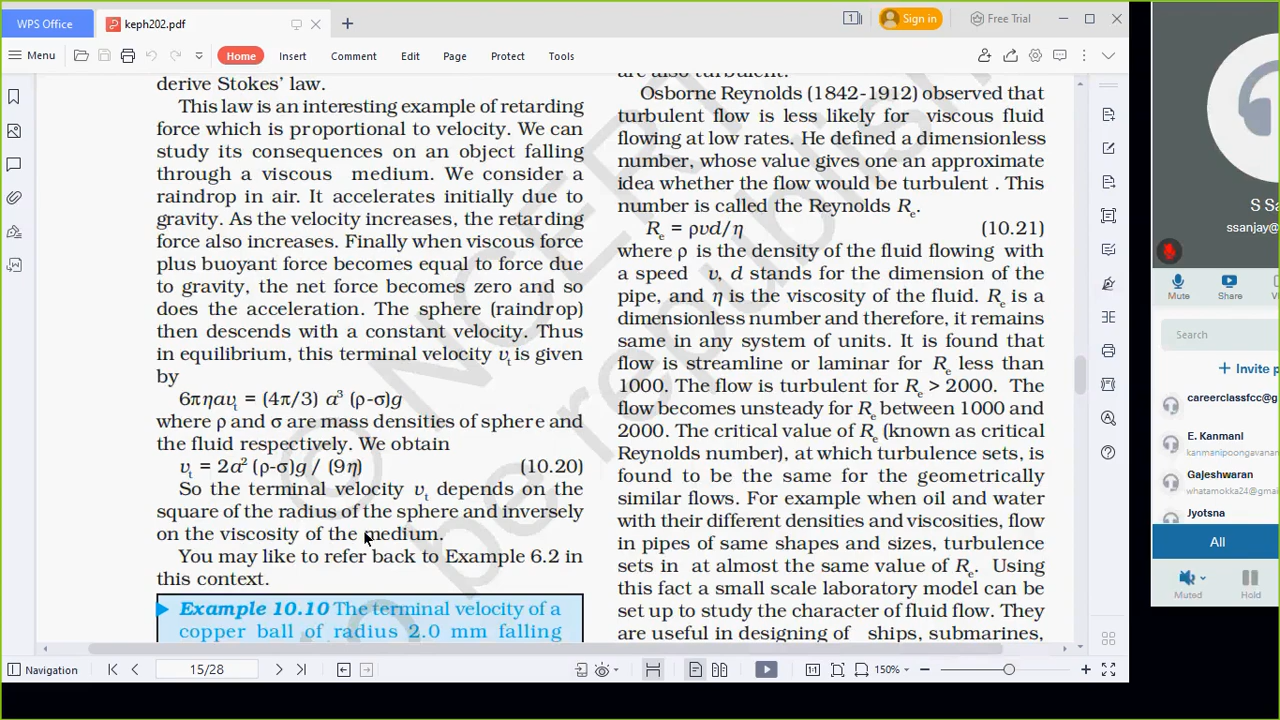 WPS Office
keph202.pdf
Sign in
Free Trial
Menu
Home
Insert
Comment
Edit
Page
Protect
Tools
derive Stokes' law.
This law is an interesting example of retarding
force which is proportional to velocity. We can
study its consequences on an object falling
through a viscous medium. We consider a
raindrop in air. It accelerates initially due to
gravity. As the velocity increases, the retarding
force also increases. Finally when viscous force
plus buoyant force becomes equal to force due
to gravity, the net force becomes zero and so
does the acceleration. The sphere (raindrop)
then descends with a constant velocity. Thus
in equilibrium, this terminal velocity vₜ is given
by
6πηavₜ = (4π/3) a³ (ρ-σ)g
where ρ and σ are mass densities of sphere and
the fluid respectively. We obtain
vₜ = 2a² (ρ-σ)g / (9η) (10.20)
So the terminal velocity vₜ depends on the
square of the radius of the sphere and inversely
on the viscosity of the medium.
You may like to refer back to Example 6.2 in
this context.
Example 10.10 The terminal velocity of a
copper ball of radius 2.0 mm falling
are also turbulent.
Osborne Reynolds (1842-1912) observed that
turbulent flow is less likely for viscous fluid
flowing at low rates. He defined a dimensionless
number, whose value gives one an approximate
idea whether the flow would be turbulent . This
number is called the Reynolds Rₑ.
Rₑ = ρvd/η (10.21)
where ρ is the density of the fluid flowing with
a speed v, d stands for the dimension of the
pipe, and η is the viscosity of the fluid. Rₑ is a
dimensionless number and therefore, it remains
same in any system of units. It is found that
flow is streamline or laminar for Rₑ less than
1000. The flow is turbulent for Rₑ > 2000. The
flow becomes unsteady for Rₑ between 1000 and
2000. The critical value of Rₑ (known as critical
Reynolds number), at which turbulence sets, is
found to be the same for the geometrically
similar flows. For example when oil and water
with their different densities and viscosities, flow
in pipes of same shapes and sizes, turbulence
sets in at almost the same value of Rₑ. Using
this fact a small scale laboratory model can be
set up to study the character of fluid flow. They
are useful in designing of ships, submarines,
© NCERT
be republish
Navigation
15/28
150%
S Sa
ssanjay@
Mute
Share
Search
+ Invite p
careerclassfcc@g
E. Kanmani
kanmanipoongavanan
Gajeshwaran
whatamokka24@gmai
Jyotsna
All
Muted
Hold